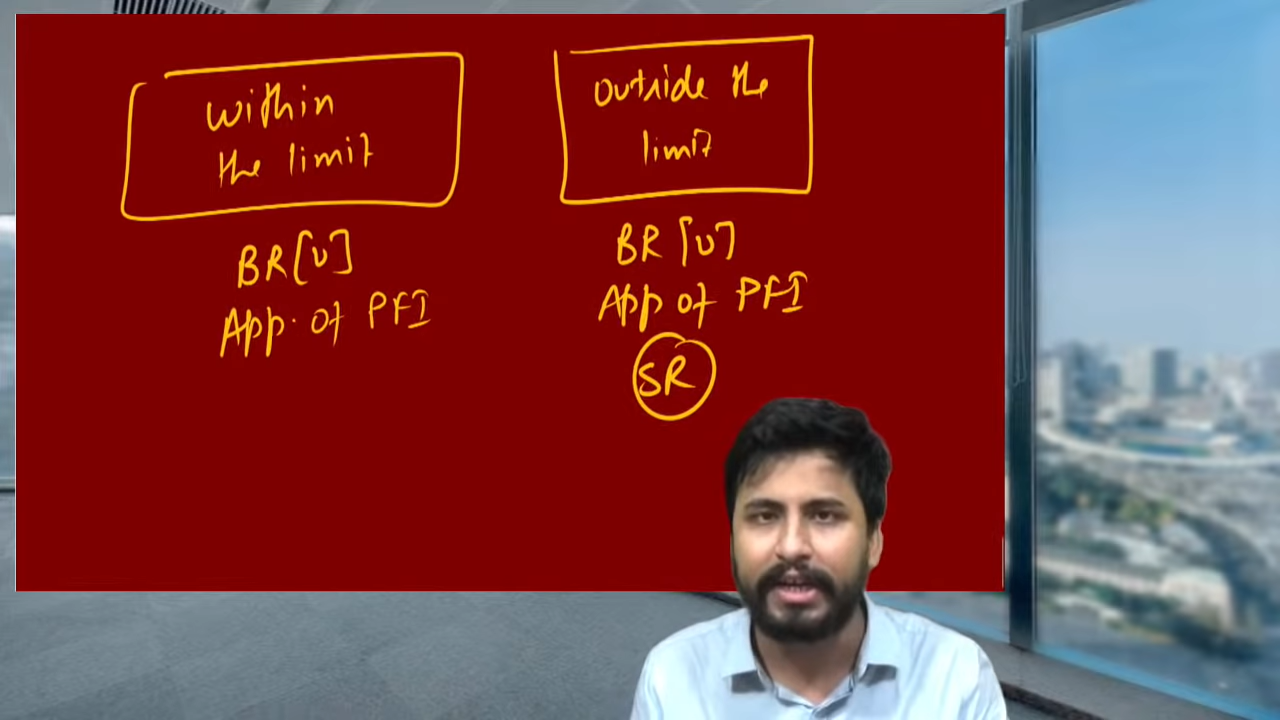 Within
the limit
BR[U]
App. of PFI
Outside the
limit
BR[U]
App of PFI
SR